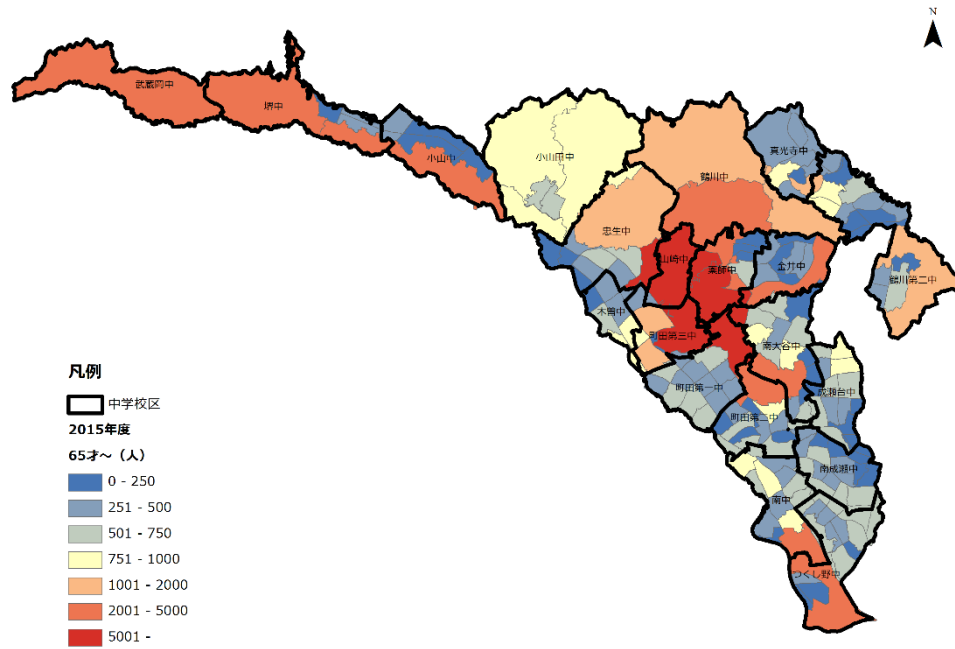 N
武蔵岡中
堺中
小山中
小山田中
鶴川中
真光寺中
忠生中
山崎中
薬師中
金井中
鶴川第二中
木曽中
町田第三中
南大谷中
町田第一中
成瀬台中
町田第二中
南成瀬中
南中
つくし野中
凡例
中学校区
2015年度
65才～（人）
0 - 250
251 - 500
501 - 750
751 - 1000
1001 - 2000
2001 - 5000
5001 -